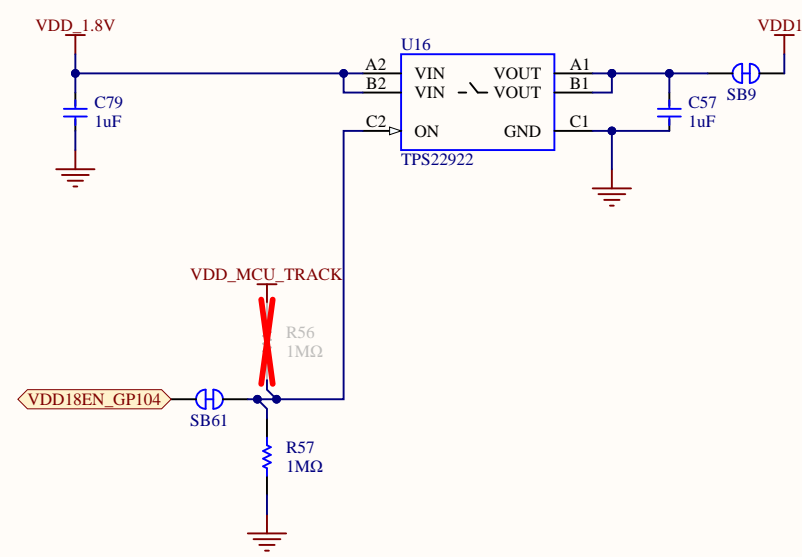 VDD_1.8V
VDD1
U16
A2 VIN VOUT A1
B2 VIN VOUT B1
SB9
C79
1uF
C57
1uF
C2 ON GND C1
TPS22922
VDD_MCU_TRACK
R56
1MΩ
VDD18EN_GP104
SB61
R57
1MΩ